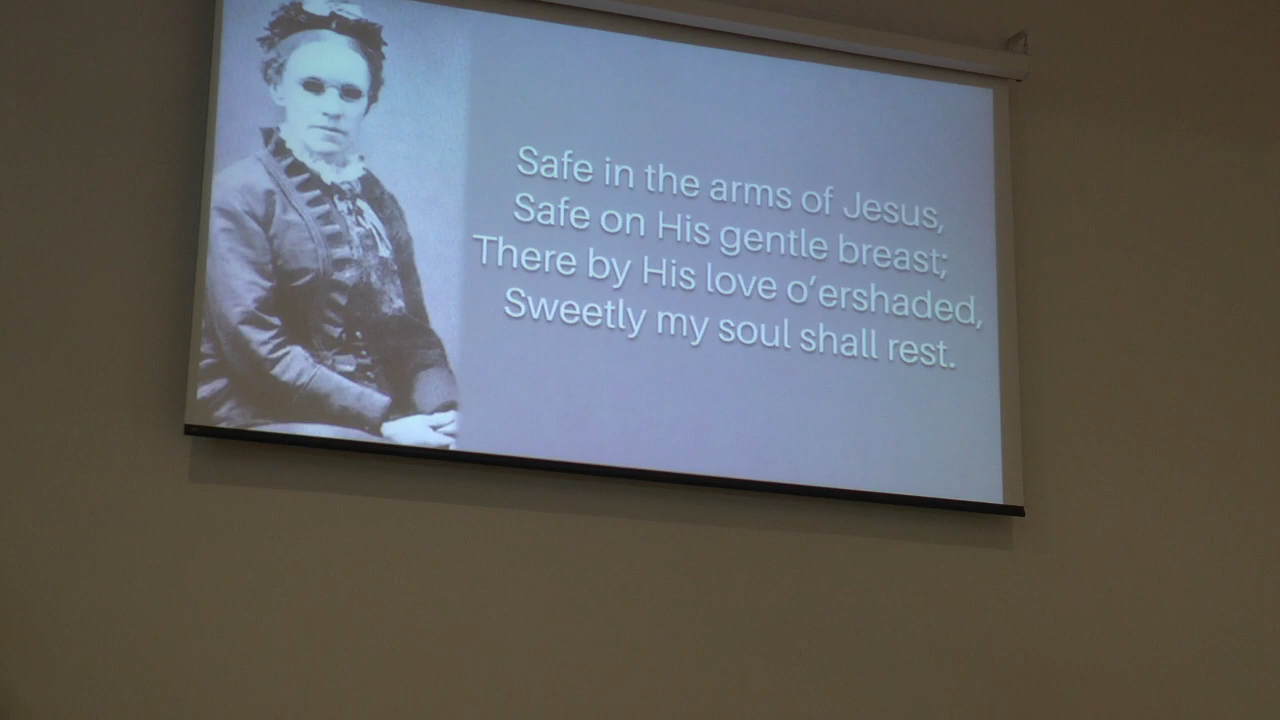 Safe in the arms of Jesus,
Safe on His gentle breast;
There by His love o'ershaded,
Sweetly my soul shall rest.